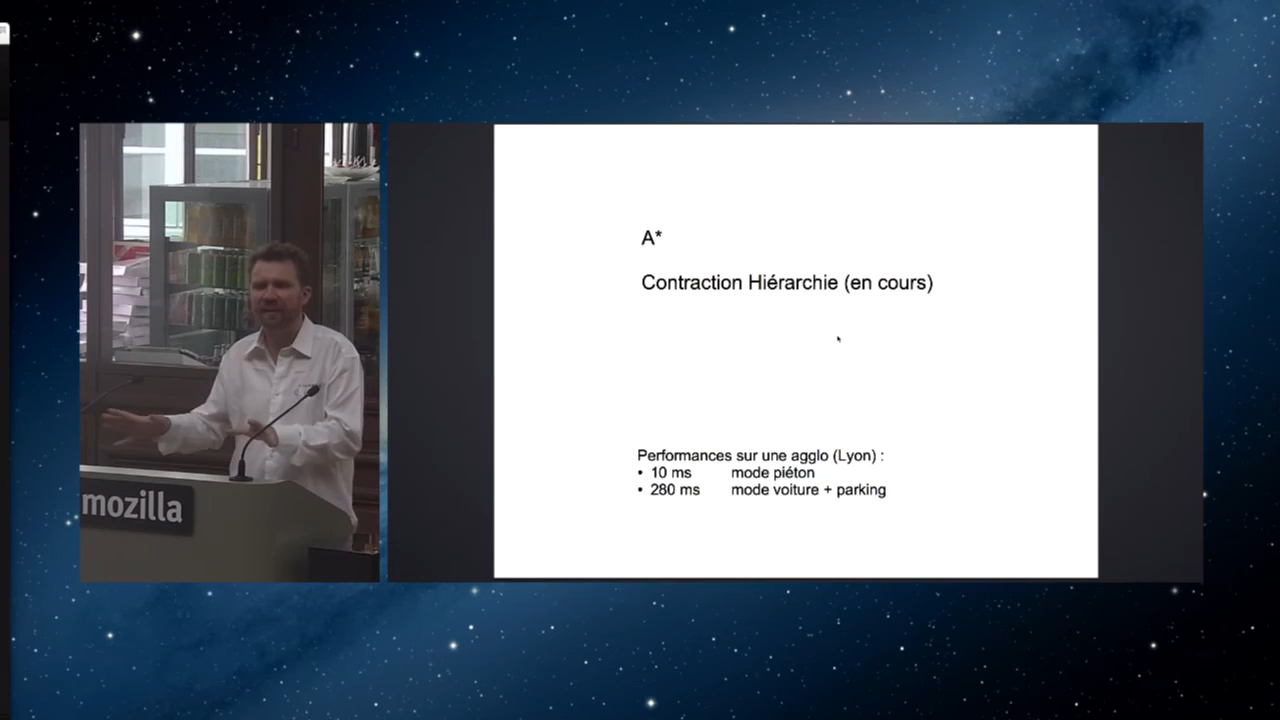 A*
Contraction Hiérarchie (en cours)
Performances sur une agglo (Lyon) :
• 10 ms mode piéton
• 280 ms mode voiture + parking
mozilla